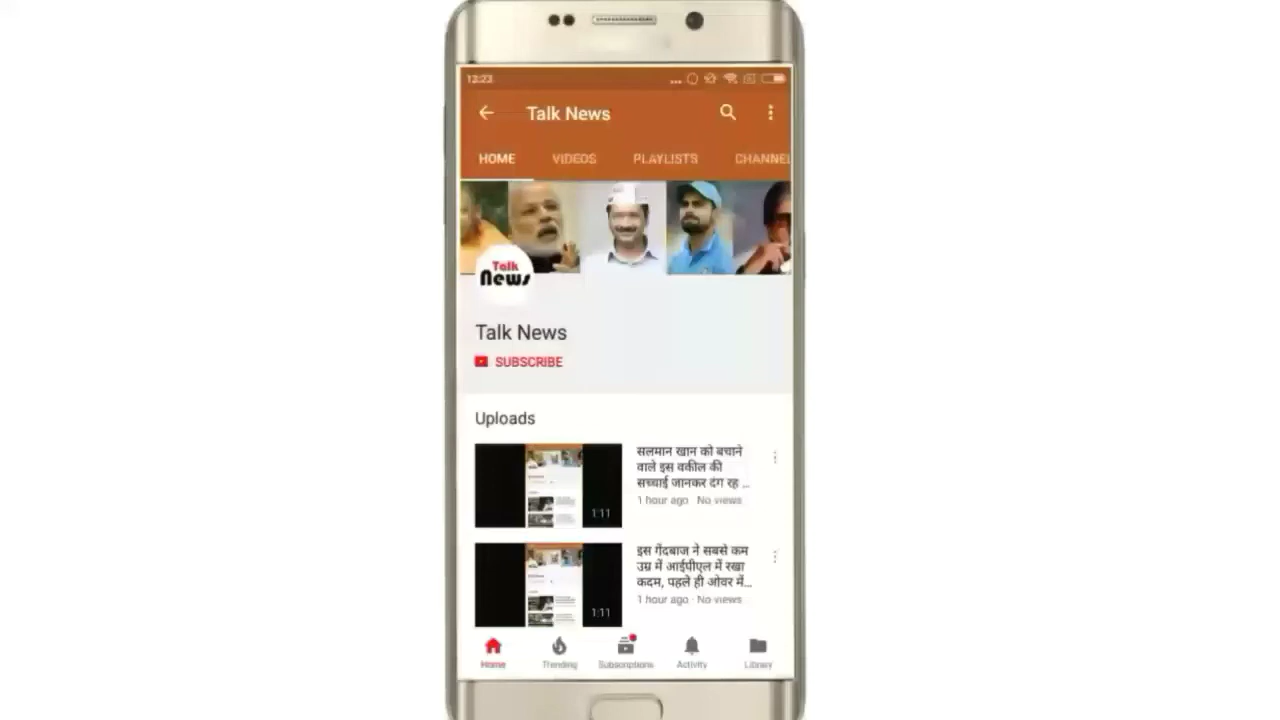 12:23
Talk News
HOME VIDEOS PLAYLISTS CHANNEL
Talk
News
Talk News
SUBSCRIBE
Uploads
सलमान खान को बचाने
वाले इस वकील की
सच्चाई जानकर दंग रह ...
1 hour ago · No views
1:11
इस गेंदबाज ने सबसे कम
उम्र में आईपीएल में रखा
कदम, पहले ही ओवर में...
1 hour ago · No views
1:11
Home Trending Subscriptions Activity Library